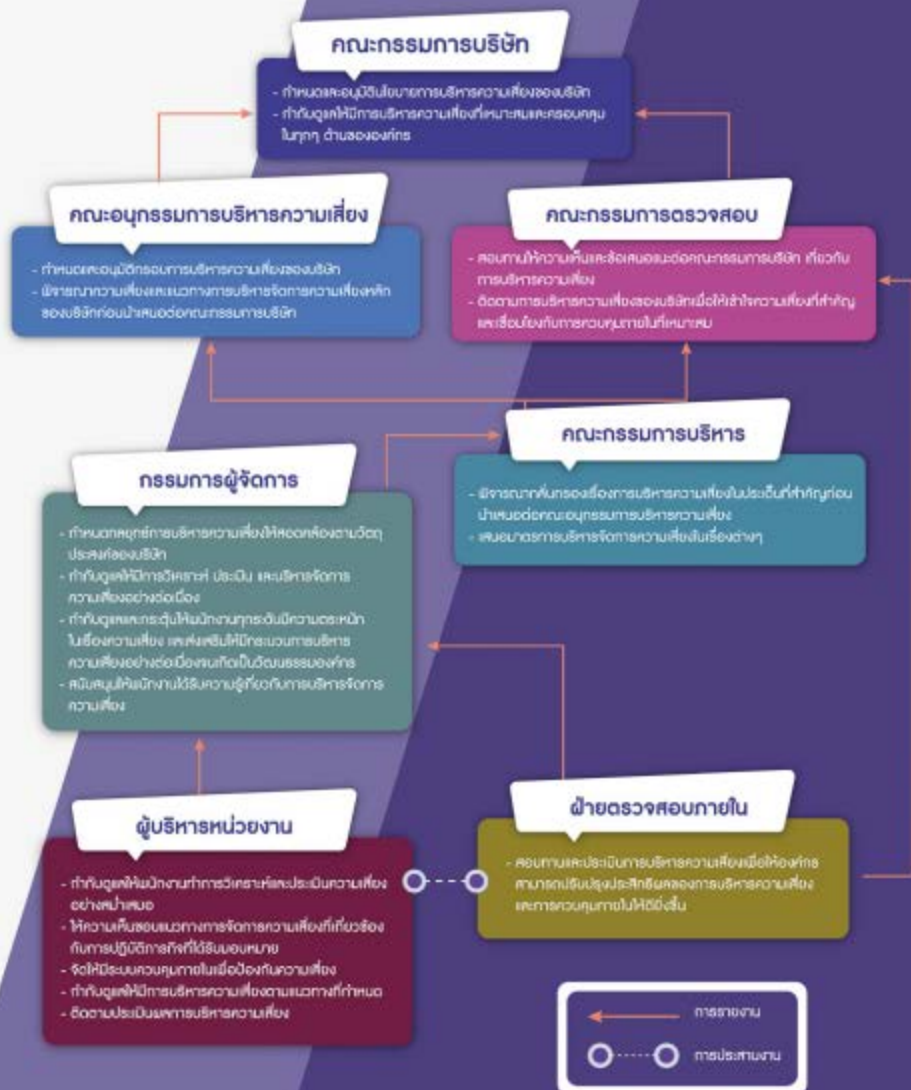 คณะกรรมการบริษัท
- กำหนดและอนุมัตินโยบายการบริหารความเสี่ยงของบริษัท
- กำกับดูแลให้มีการบริหารความเสี่ยงที่เหมาะสมและครอบคลุม
ในทุกๆ ด้านขององค์กร
คณะอนุกรรมการบริหารความเสี่ยง
- กำหนดและอนุมัติกรอบการบริหารความเสี่ยงของบริษัท
- พิจารณาความเสี่ยงและแนวทางการบริหารจัดการความเสี่ยงหลัก
ของบริษัทก่อนนำเสนอต่อคณะกรรมการบริษัท
คณะกรรมการตรวจสอบ
- สอบทานให้ความเห็นและข้อเสนอแนะต่อคณะกรรมการบริษัท เกี่ยวกับ
การบริหารความเสี่ยง
- ติดตามการบริหารความเสี่ยงของบริษัทเพื่อให้เข้าใจความเสี่ยงที่สำคัญ
และเชื่อมโยงกับการควบคุมภายในที่เหมาะสม
คณะกรรมการบริหาร
- พิจารณากลั่นกรองเรื่องการบริหารความเสี่ยงในประเด็นที่สำคัญก่อน
นำเสนอต่อคณะอนุกรรมการบริหารความเสี่ยง
- เสนอมาตรการบริหารจัดการความเสี่ยงในเรื่องต่างๆ
กรรมการผู้จัดการ
- กำหนดกลยุทธ์การบริหารความเสี่ยงให้สอดคล้องตามวัตถุ
ประสงค์ของบริษัท
- กำกับดูแลให้มีการวิเคราะห์ ประเมิน และบริหารจัดการ
ความเสี่ยงอย่างต่อเนื่อง
- กำกับดูแลและกระตุ้นให้พนักงานทุกระดับมีความตระหนัก
ในเรื่องความเสี่ยง และส่งเสริมให้มีกระบวนการบริหาร
ความเสี่ยงอย่างต่อเนื่องจนเกิดเป็นวัฒนธรรมองค์กร
- สนับสนุนให้พนักงานได้รับความรู้เกี่ยวกับการบริหารจัดการ
ความเสี่ยง
ผู้บริหารหน่วยงาน
- กำกับดูแลให้พนักงานทำการวิเคราะห์และประเมินความเสี่ยง
อย่างสม่ำเสมอ
- ให้ความเห็นชอบแนวทางการจัดการความเสี่ยงที่เกี่ยวข้อง
กับการปฏิบัติภารกิจที่ได้รับมอบหมาย
- จัดให้มีระบบควบคุมภายในเพื่อป้องกันความเสี่ยง
- กำกับดูแลให้มีการบริหารความเสี่ยงตามแนวทางที่กำหนด
- ติดตามประเมินผลการบริหารความเสี่ยง
ฝ่ายตรวจสอบภายใน
- สอบทานและประเมินการบริหารความเสี่ยงเพื่อให้องค์กร
สามารถปรับปรุงประสิทธิผลของการบริหารความเสี่ยง
และการควบคุมภายในให้ดียิ่งขึ้น
การรายงาน
การประสานงาน